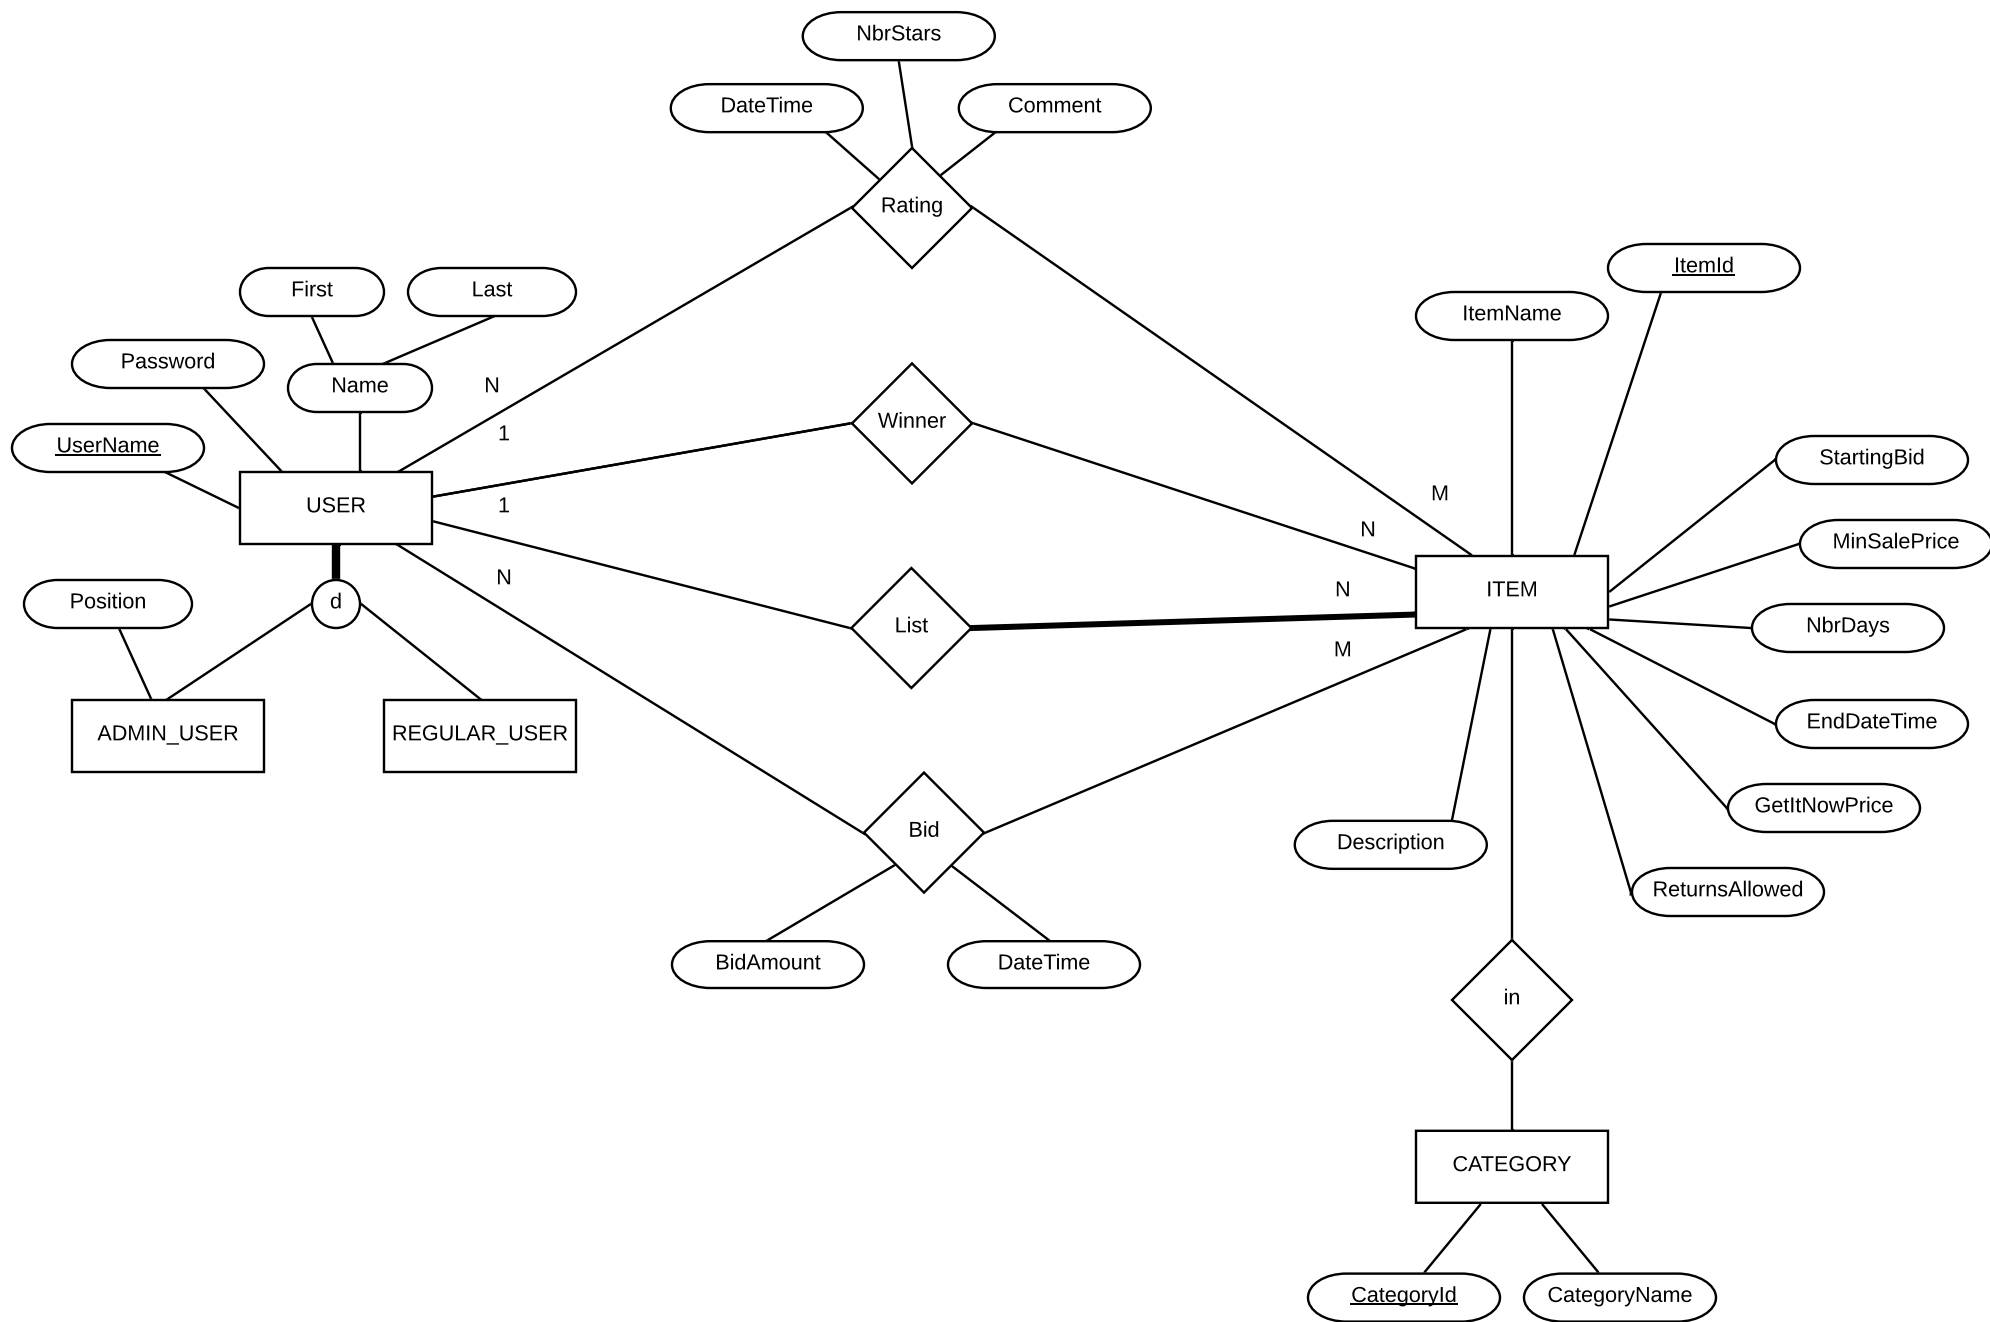 NbrStars
DateTime
Comment
Rating
ItemId
First
Last
ItemName
Password
Name
N
Winner
1
UserName
StartingBid
M
USER
1
N
MinSalePrice
N
ITEM
N
Position
d
List
NbrDays
M
EndDateTime
ADMIN_USER
REGULAR_USER
GetItNowPrice
Bid
Description
ReturnsAllowed
BidAmount
DateTime
in
CATEGORY
CategoryId
CategoryName